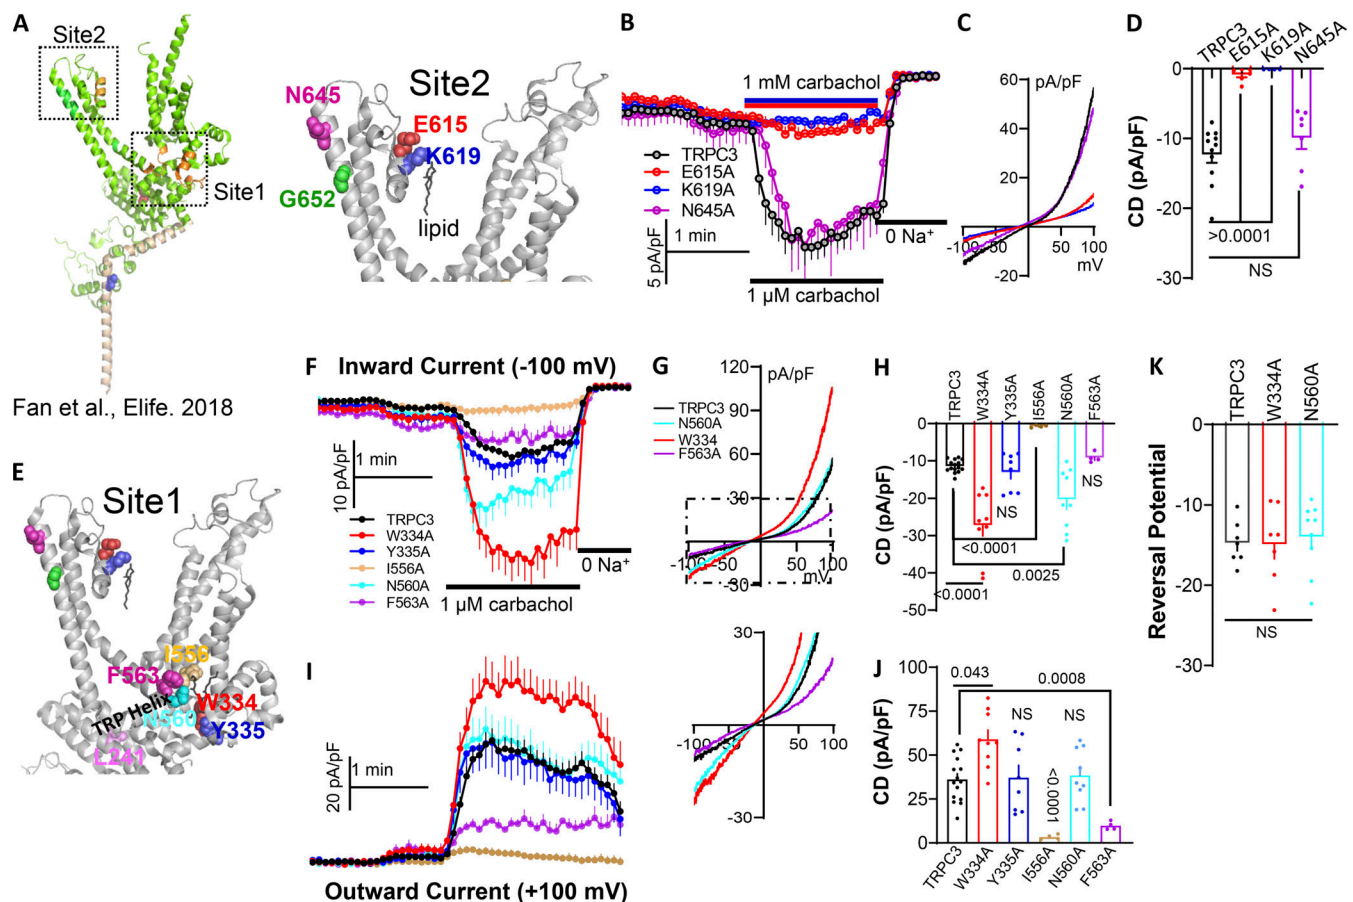 A
Site2
Site1
Fan et al., Elife. 2018
Site2
N645
E615
K619
G652
lipid
B
1 mM carbachol
TRPC3
E615A
K619A
N645A
1 min
5 pA/pF
0 Na⁺
1 µM carbachol
C
pA/pF
60
40
20
-20
-100
50
100
mV
D
TRPC3
E615A
K619A
N645A
CD (pA/pF)
0
-10
-20
-30
>0.0001
NS
E
Site1
I556
F563
TRP Helix
N560
W334
Y335
L241
F
Inward Current (-100 mV)
1 min
10 pA/pF
TRPC3
W334A
Y335A
I556A
N560A
F563A
0 Na⁺
1 µM carbachol
G
pA/pF
120
90
60
30
-30
-100
-50
50
100
mV
TRPC3
N560A
W334
F563A
30
-30
-100
-50
50
100
H
TRPC3
W334A
Y335A
I556A
N560A
F563A
CD (pA/pF)
0
-10
-20
-30
-40
-50
NS
NS
<0.0001
0.0025
<0.0001
I
1 min
20 pA/pF
Outward Current (+100 mV)
J
CD (pA/pF)
100
75
50
25
0
0.043
0.0008
NS
<0.0001
NS
TRPC3
W334A
Y335A
I556A
N560A
F563A
K
TRPC3
W334A
N560A
Reversal Potential
0
-10
-20
-30
NS